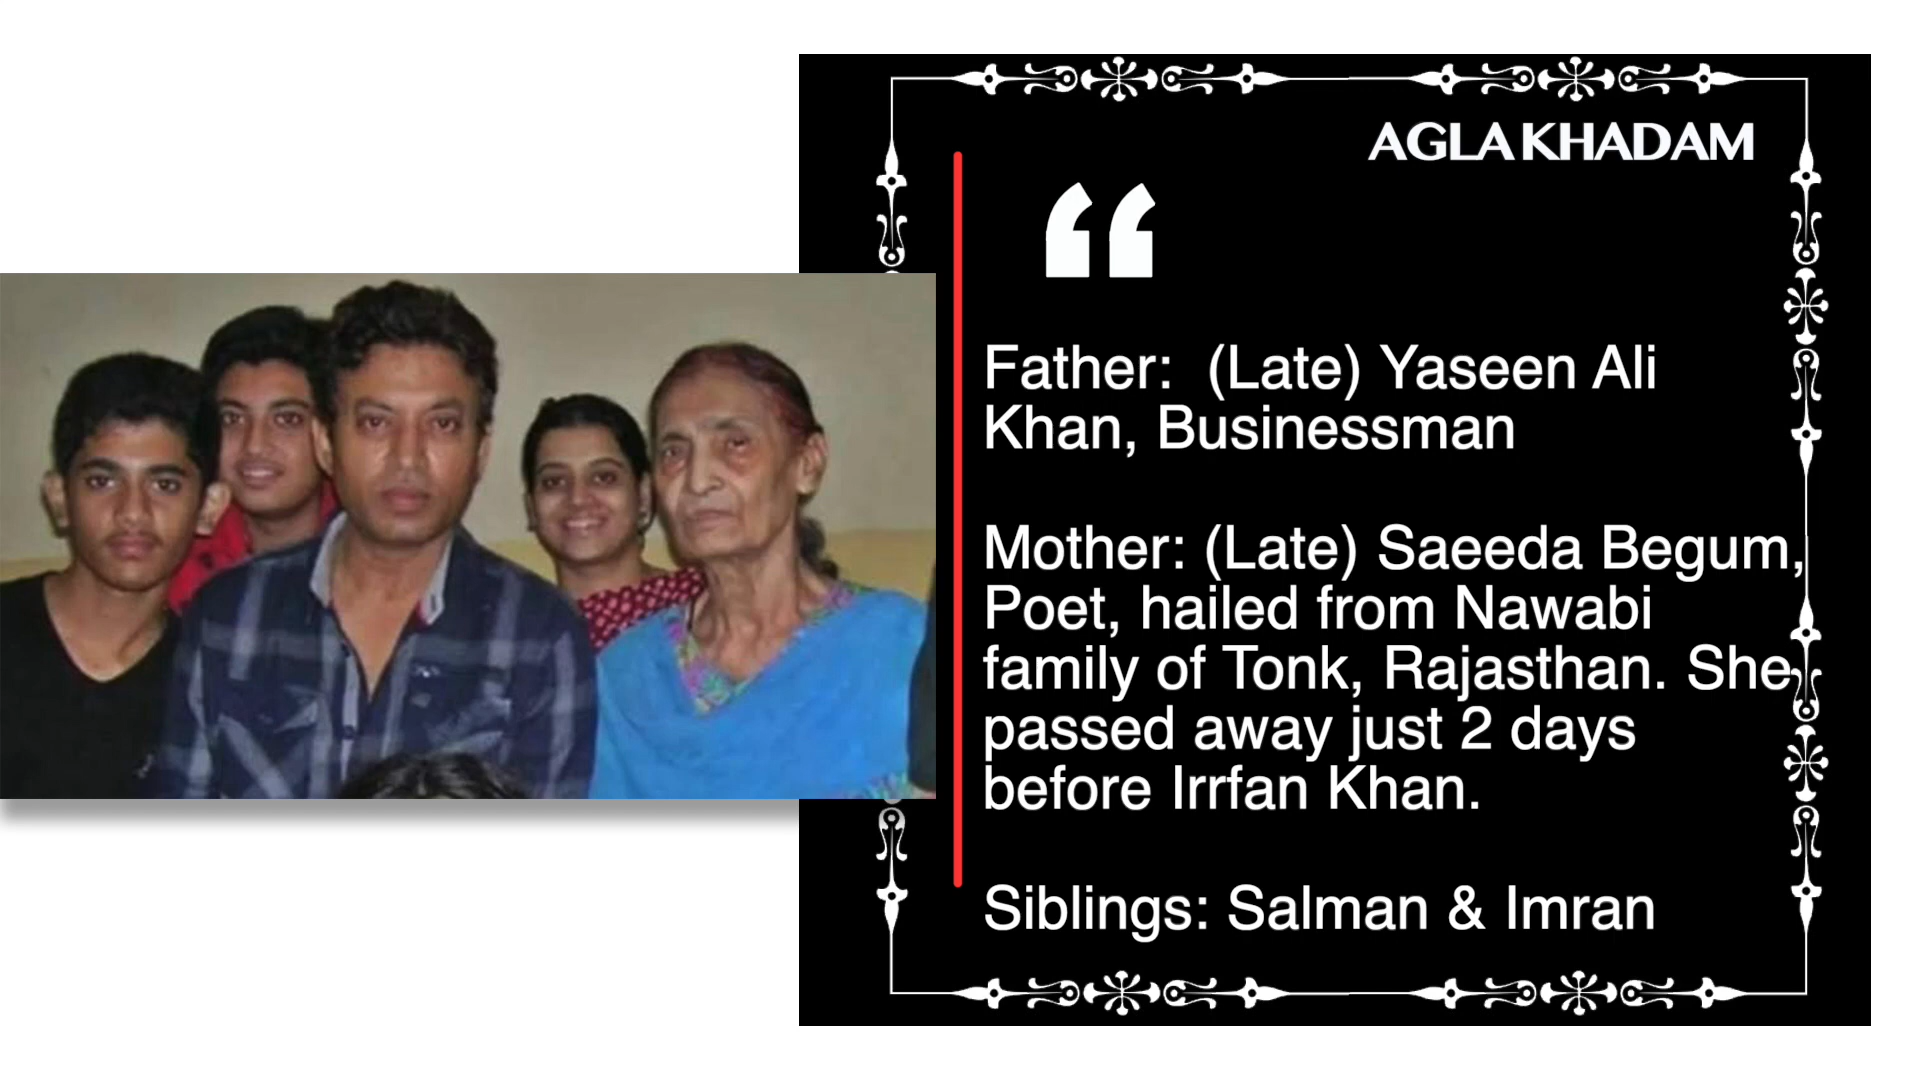 AGLA KHADAM
“
Father: (Late) Yaseen Ali
Khan, Businessman
Mother: (Late) Saeeda Begum,
Poet, hailed from Nawabi
family of Tonk, Rajasthan. She
passed away just 2 days
before Irrfan Khan.
Siblings: Salman & Imran